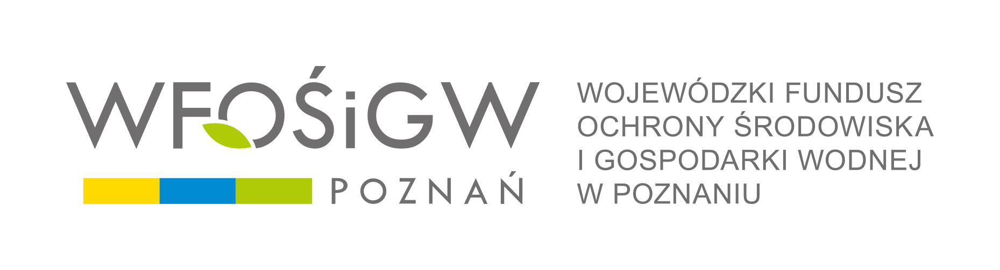 WFOŚiGW
POZNAŃ
WOJEWÓDZKI FUNDUSZ
OCHRONY ŚRODOWISKA
I GOSPODARKI WODNEJ
W POZNANIU